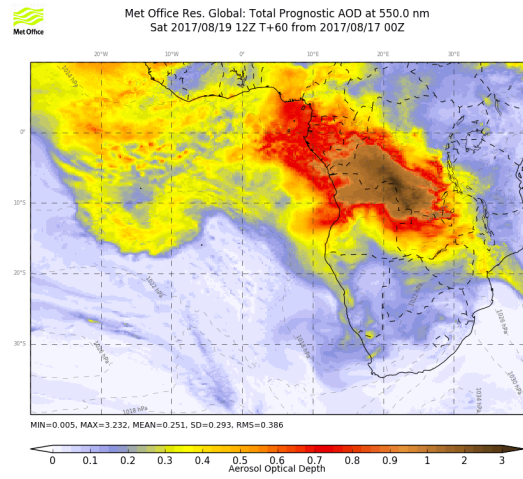 Met Office
Met Office Res. Global: Total Prognostic AOD at 550.0 nm
Sat 2017/08/19 12Z T+60 from 2017/08/17 00Z
20°W 10°W 0° 10°E 20°E 30°E
0°
10°S
20°S
30°S
1018 hPa
MIN=0.005, MAX=3.232, MEAN=0.251, SD=0.293, RMS=0.386
0 0.1 0.2 0.3 0.4 0.5 0.6 0.7 0.8 0.9 1 2 3
Aerosol Optical Depth